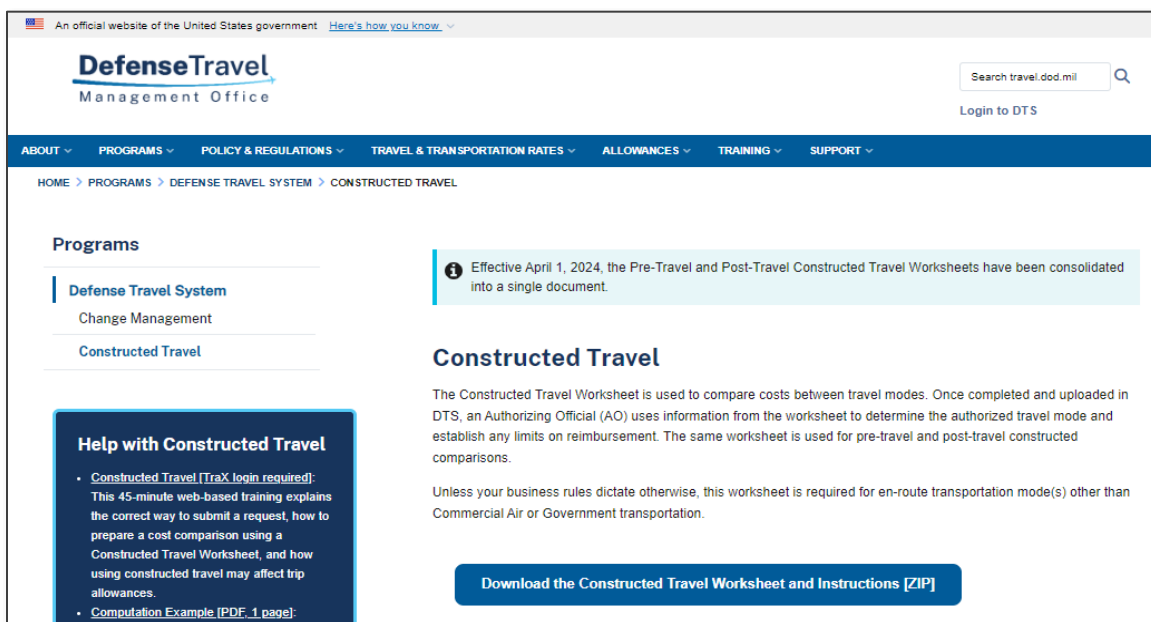 An official website of the United States government Here's how you know
DefenseTravel
Management Office
Search travel.dod.mil
Login to DTS
ABOUT PROGRAMS POLICY & REGULATIONS TRAVEL & TRANSPORTATION RATES ALLOWANCES TRAINING SUPPORT
HOME > PROGRAMS > DEFENSE TRAVEL SYSTEM > CONSTRUCTED TRAVEL
Programs
Defense Travel System
Change Management
Constructed Travel
Help with Constructed Travel
• Constructed Travel [TraX login required]:
This 45-minute web-based training explains
the correct way to submit a request, how to
prepare a cost comparison using a
Constructed Travel Worksheet, and how
using constructed travel may affect trip
allowances.
• Computation Example [PDF, 1 page]:
Effective April 1, 2024, the Pre-Travel and Post-Travel Constructed Travel Worksheets have been consolidated
into a single document.
Constructed Travel
The Constructed Travel Worksheet is used to compare costs between travel modes. Once completed and uploaded in
DTS, an Authorizing Official (AO) uses information from the worksheet to determine the authorized travel mode and
establish any limits on reimbursement. The same worksheet is used for pre-travel and post-travel constructed
comparisons.
Unless your business rules dictate otherwise, this worksheet is required for en-route transportation mode(s) other than
Commercial Air or Government transportation.
Download the Constructed Travel Worksheet and Instructions [ZIP]